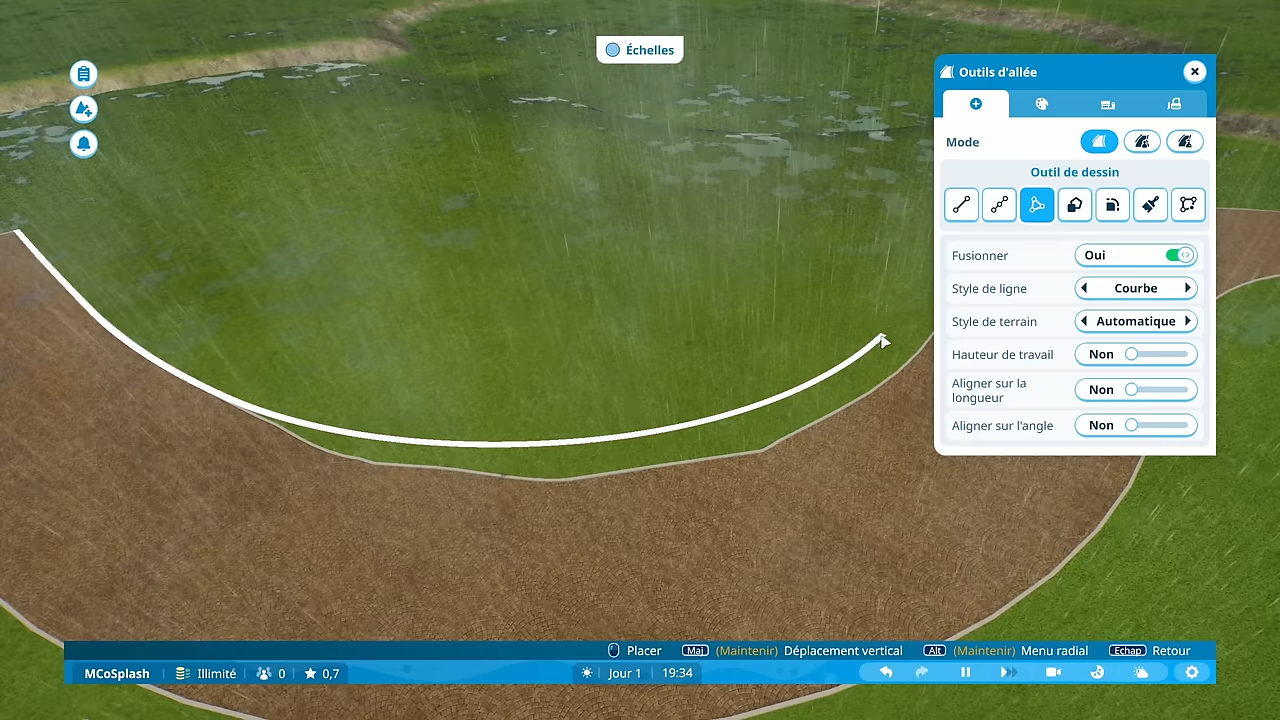 Échelles
Outils d'allée
Mode
Outil de dessin
Fusionner
Oui
Style de ligne
Courbe
Style de terrain
Automatique
Hauteur de travail
Non
Aligner sur la
longueur
Non
Aligner sur l'angle
Non
Placer
Maj (Maintenir) Déplacement vertical
Alt (Maintenir) Menu radial
Echap Retour
MCoSplash
Illimité
0
0,7
Jour 1
19:34